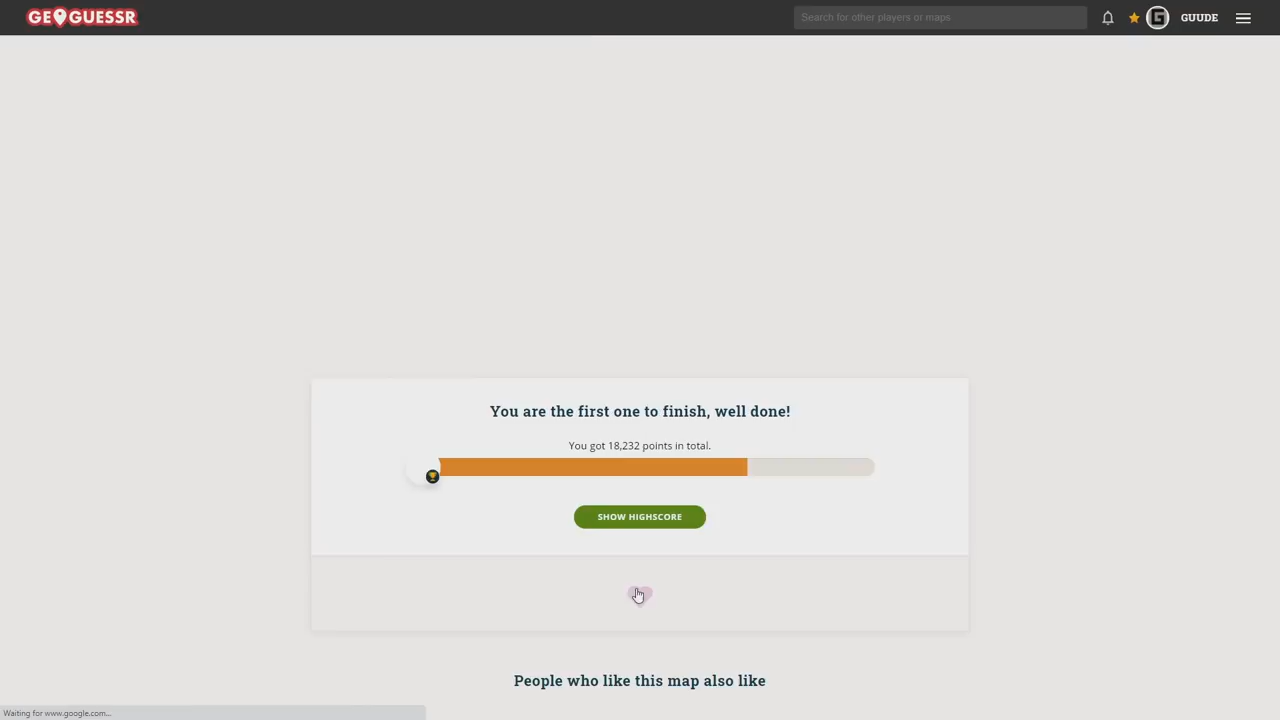 GEOGUESSR
Search for other players or maps
GUUDE
You are the first one to finish, well done!
You got 18,232 points in total.
SHOW HIGHSCORE
People who like this map also like
Waiting for www.google.com...